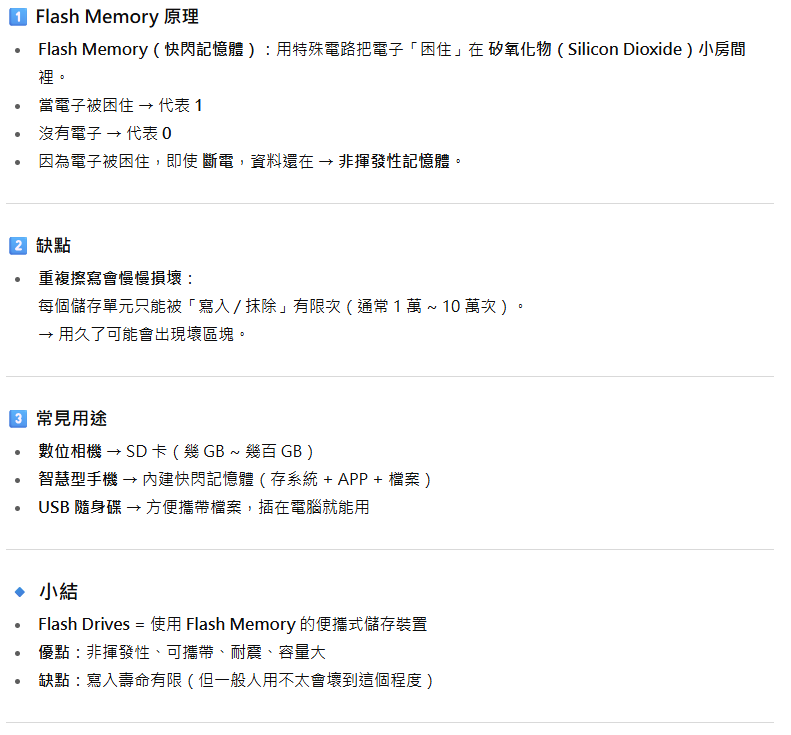 1 Flash Memory 原理
• Flash Memory（快閃記憶體）：用特殊電路把電子「困住」在 矽氧化物（Silicon Dioxide）小房間
裡。
• 當電子被困住 → 代表 1
• 沒有電子 → 代表 0
• 因為電子被困住，即使 斷電，資料還在 → 非揮發性記憶體。
2 缺點
• 重複擦寫會慢慢損壞：
每個儲存單元只能被「寫入 / 抹除」有限次（通常 1 萬 ~ 10 萬次）。
→ 用久了可能會出現壞區塊。
3 常見用途
• 數位相機 → SD 卡（幾 GB ~ 幾百 GB）
• 智慧型手機 → 內建快閃記憶體（存系統 + APP + 檔案）
• USB 隨身碟 → 方便攜帶檔案，插在電腦就能用
🔹 小結
• Flash Drives = 使用 Flash Memory 的便攜式儲存裝置
• 優點：非揮發性、可攜帶、耐震、容量大
• 缺點：寫入壽命有限（但一般人用不太會壞到這個程度）